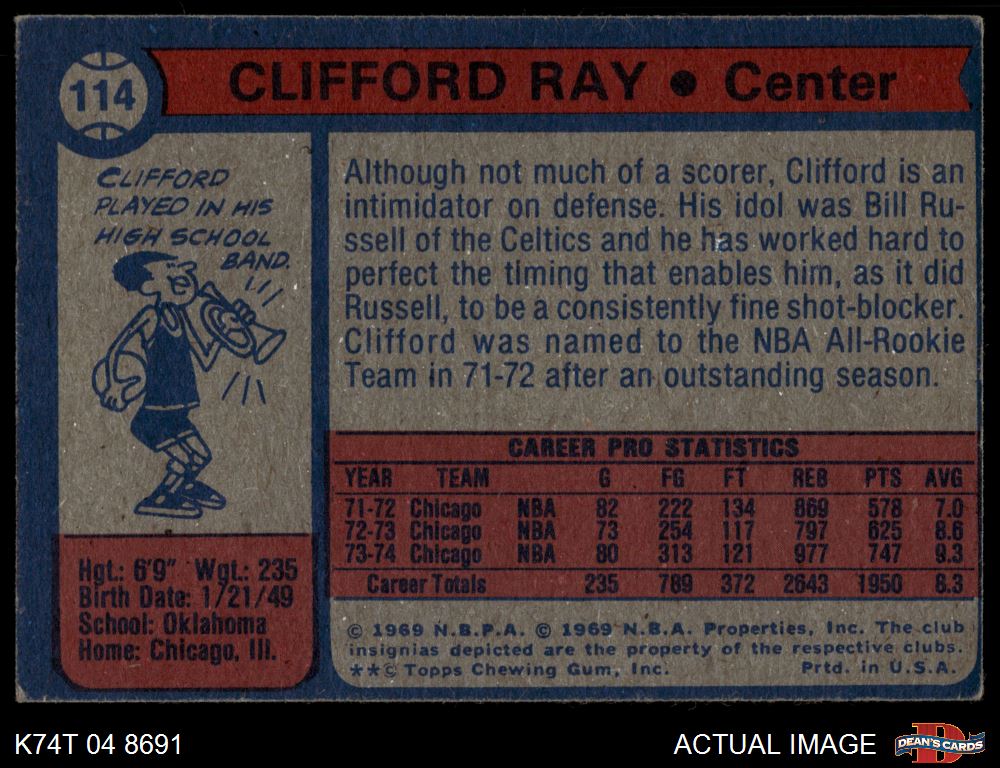 114
CLIFFORD RAY ● Center
CLIFFORD
PLAYED IN HIS
HIGH SCHOOL
BAND.
Hgt.: 6'9" Wgt.: 235
Birth Date: 1/21/49
School: Oklahoma
Home: Chicago, Ill.
Although not much of a scorer, Clifford is an
intimidator on defense. His idol was Bill Ru-
ssell of the Celtics and he has worked hard to
perfect the timing that enables him, as it did
Russell, to be a consistently fine shot-blocker.
Clifford was named to the NBA All-Rookie
Team in 71-72 after an outstanding season.
CAREER PRO STATISTICS
YEAR TEAM G FG FT REB PTS AVG
71-72 Chicago NBA 82 222 134 869 578 7.0
72-73 Chicago NBA 73 254 117 797 625 8.6
73-74 Chicago NBA 80 313 121 977 747 9.3
Career Totals 235 789 372 2643 1950 8.3
© 1969 N.B.P.A. © 1969 N.B.A. Properties, Inc. The club
insignias depicted are the property of the respective clubs.
**© Topps Chewing Gum, Inc. Prtd. in U.S.A.
K74T 04 8691
ACTUAL IMAGE
D
DEAN'S CARDS